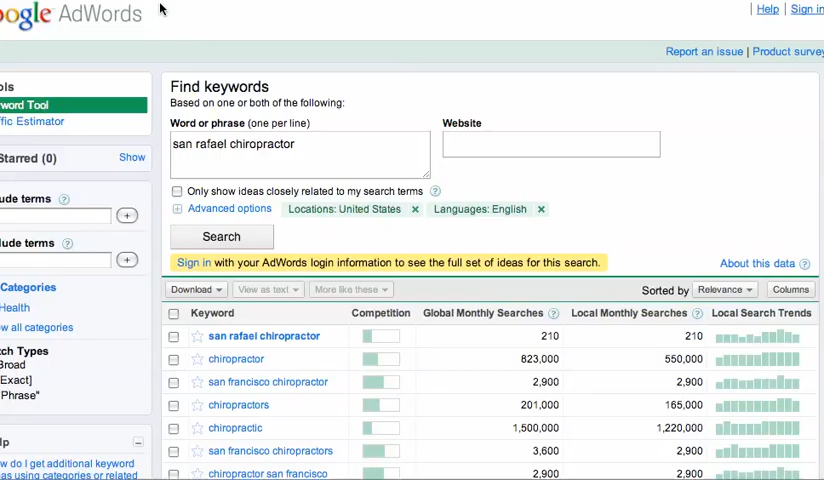 oogle AdWords
Help | Sign in
Report an issue | Product survey
ols
word Tool
ffic Estimator
Starred (0) Show
ude terms
lude terms
Categories
Health
ow all categories
tch Types
Broad
[Exact]
"Phrase"
lp
ow do I get additional keyword
eas using categories or related
Find keywords
Based on one or both of the following:
Word or phrase (one per line) Website
san rafael chiropractor
Only show ideas closely related to my search terms
Advanced options Locations: United States Languages: English
Search
Sign in with your AdWords login information to see the full set of ideas for this search. About this data
Download View as text More like these Sorted by Relevance Columns
Keyword Competition Global Monthly Searches Local Monthly Searches Local Search Trends
san rafael chiropractor 210 210
chiropractor 823,000 550,000
san francisco chiropractor 2,900 2,900
chiropractors 201,000 165,000
chiropractic 1,500,000 1,220,000
san francisco chiropractors 3,600 2,900
chiropractor san francisco 2,900 2,900